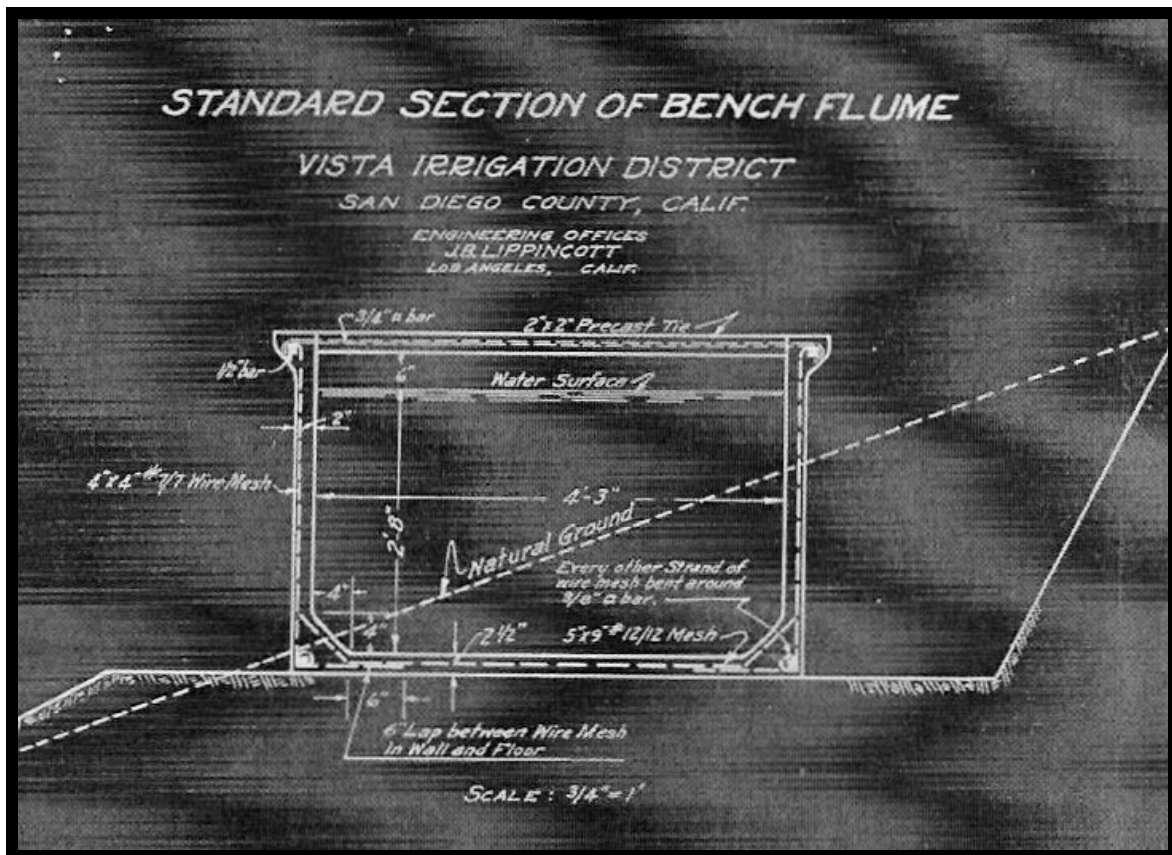 STANDARD SECTION OF BENCH FLUME
VISTA IRRIGATION DISTRICT
SAN DIEGO COUNTY, CALIF.
ENGINEERING OFFICES
J.B. LIPPINCOTT
LOS ANGELES, CALIF.
3/4" □ bar
2"x2" Precast Tie
1/2" bar
6"
Water Surface
2"
4"x4"-#7/7 Wire Mesh
4'-3"
2'-8"
Natural Ground
Every other Strand of
wire mesh bent around
3/8" □ bar.
4"
4"
2 1/2"
5"x9"-#12/12 Mesh
6"
6" Lap between Wire Mesh
in Wall and Floor
SCALE: 3/4"=1'